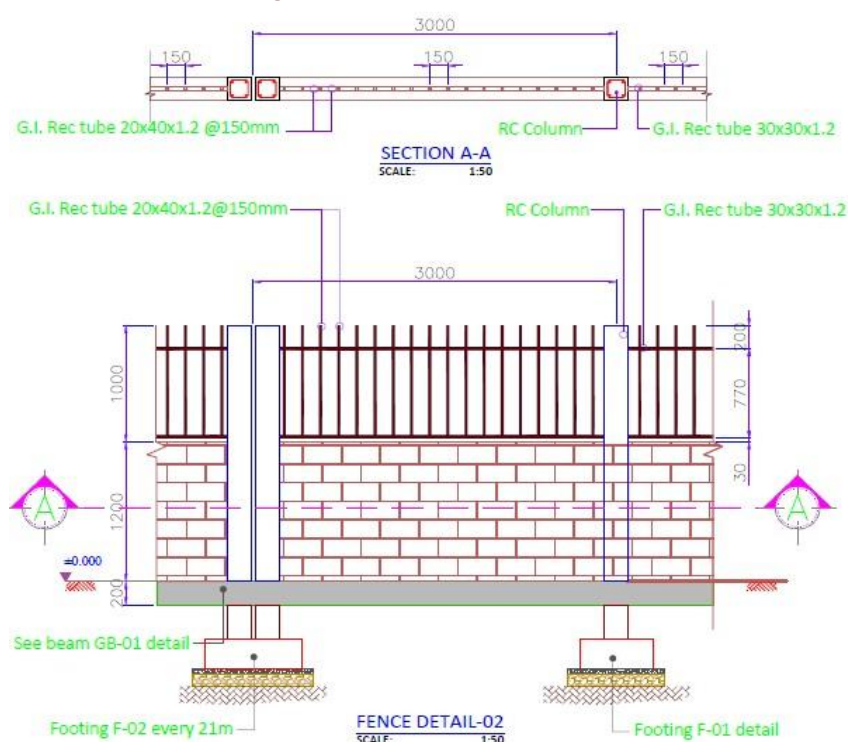 3000
150
150
150
G.I. Rec tube 20x40x1.2 @150mm
RC Column
G.I. Rec tube 30x30x1.2
SECTION A-A
SCALE: 1:50
G.I. Rec tube 20x40x1.2@150mm
RC Column
G.I. Rec tube 30x30x1.2
3000
200
1000
770
30
A
A
1200
±0.000
200
See beam GB-01 detail
Footing F-02 every 21m
FENCE DETAIL-02
SCALE: 1:50
Footing F-01 detail